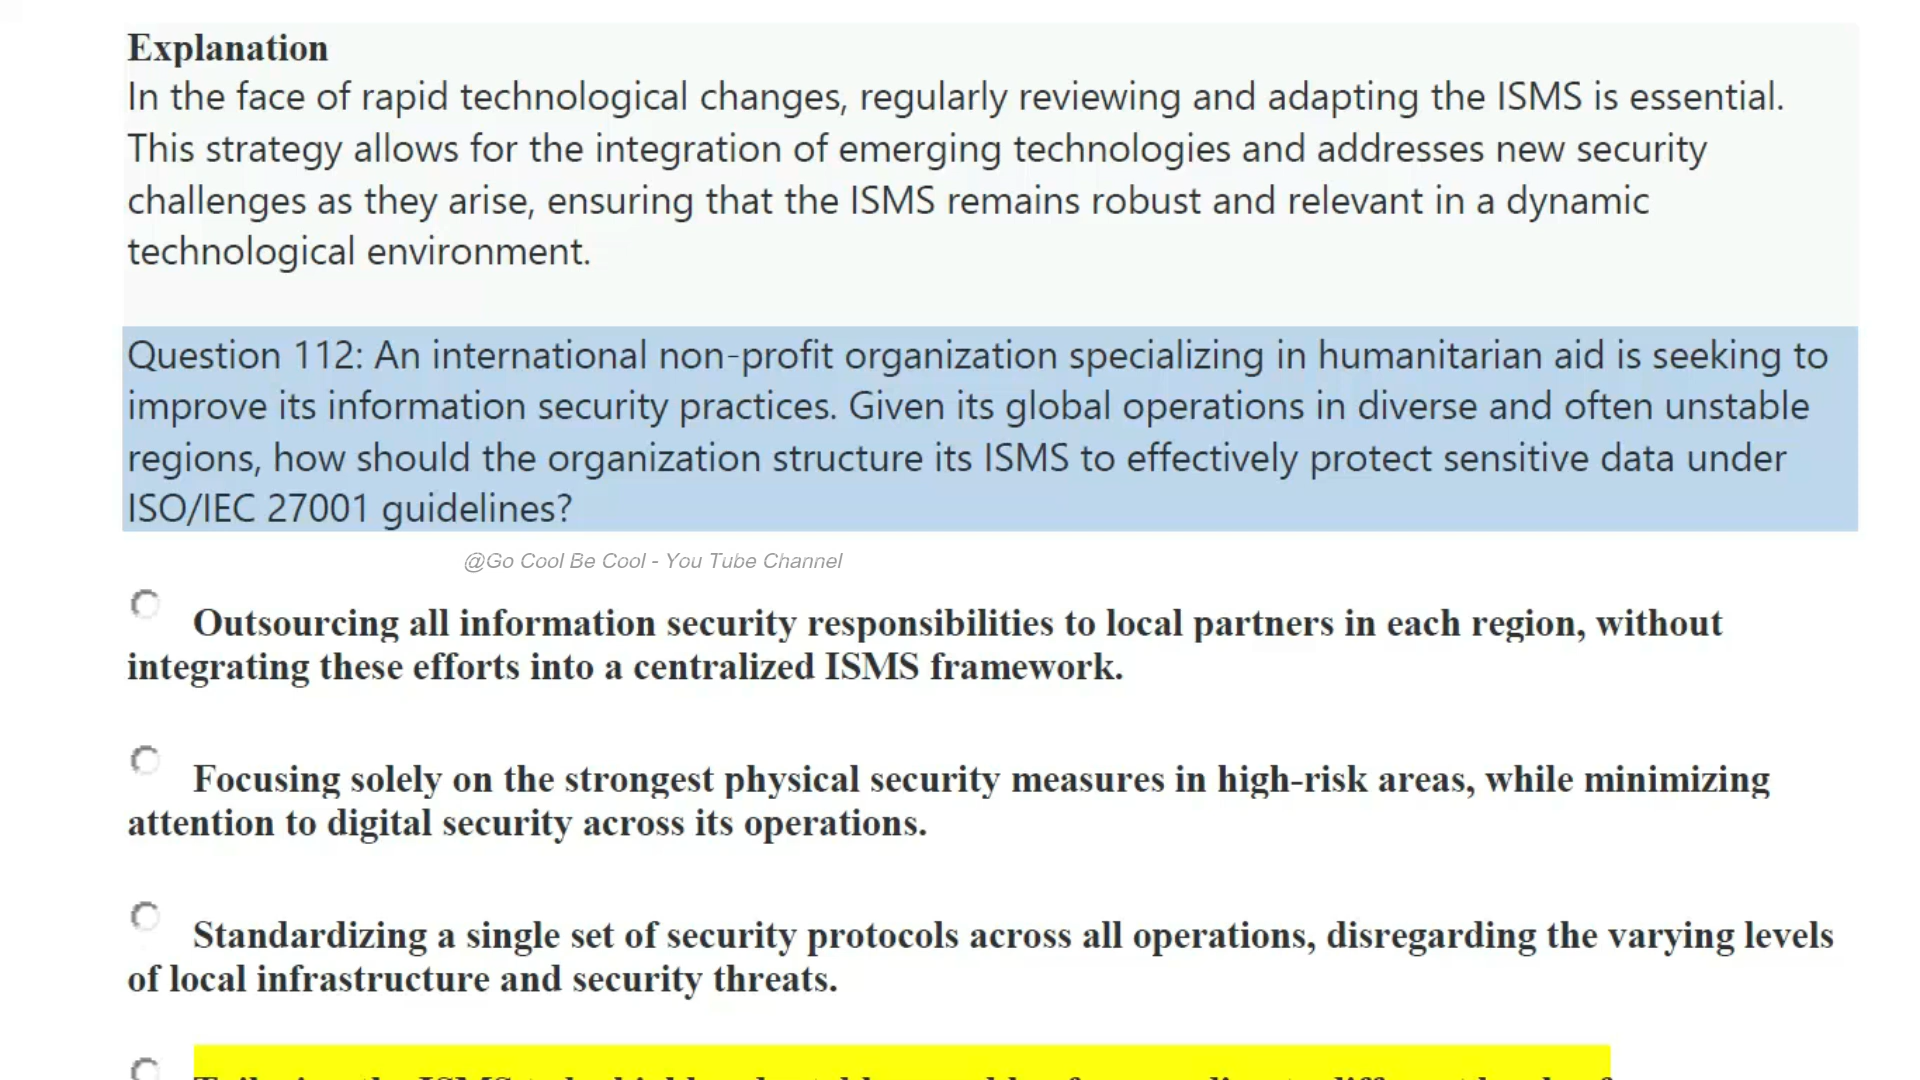 Explanation
In the face of rapid technological changes, regularly reviewing and adapting the ISMS is essential.
This strategy allows for the integration of emerging technologies and addresses new security
challenges as they arise, ensuring that the ISMS remains robust and relevant in a dynamic
technological environment.
Question 112: An international non-profit organization specializing in humanitarian aid is seeking to
improve its information security practices. Given its global operations in diverse and often unstable
regions, how should the organization structure its ISMS to effectively protect sensitive data under
ISO/IEC 27001 guidelines?
@Go Cool Be Cool - You Tube Channel
Outsourcing all information security responsibilities to local partners in each region, without
integrating these efforts into a centralized ISMS framework.
Focusing solely on the strongest physical security measures in high-risk areas, while minimizing
attention to digital security across its operations.
Standardizing a single set of security protocols across all operations, disregarding the varying levels
of local infrastructure and security threats.